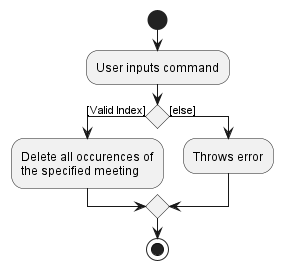 User inputs command
[Valid Index]
[else]
Delete all occurences of
the specified meeting
Throws error